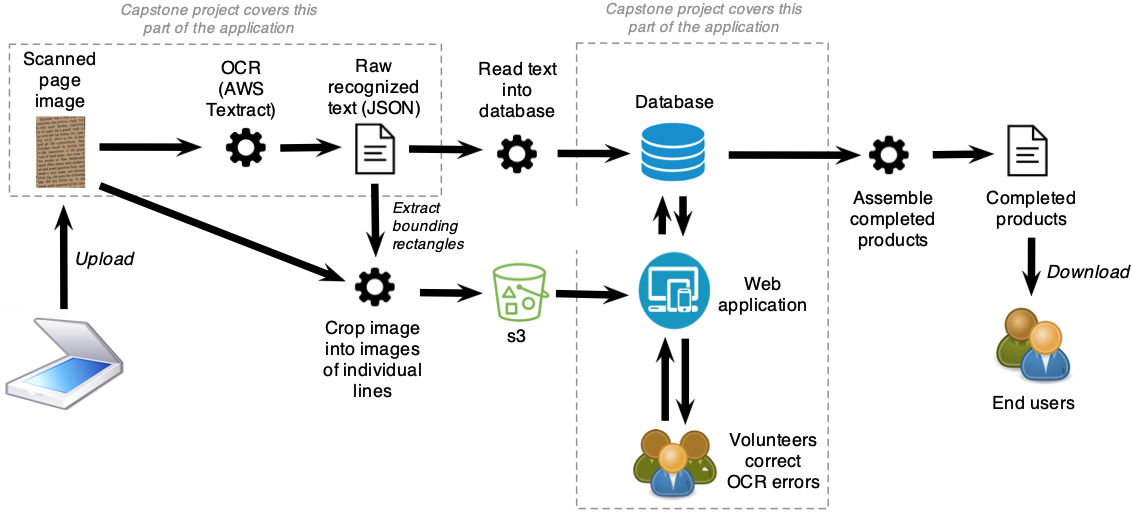 Capstone project covers this
part of the application
Capstone project covers this
part of the application
Scanned
page
image
OCR
(AWS
Textract)
Raw
recognized
text (JSON)
Read text
into
database
Database
Extract
bounding
rectangles
Assemble
completed
products
Completed
products
Upload
Download
Crop image
into images
of individual
lines
s3
Web
application
End users
Volunteers
correct
OCR errors